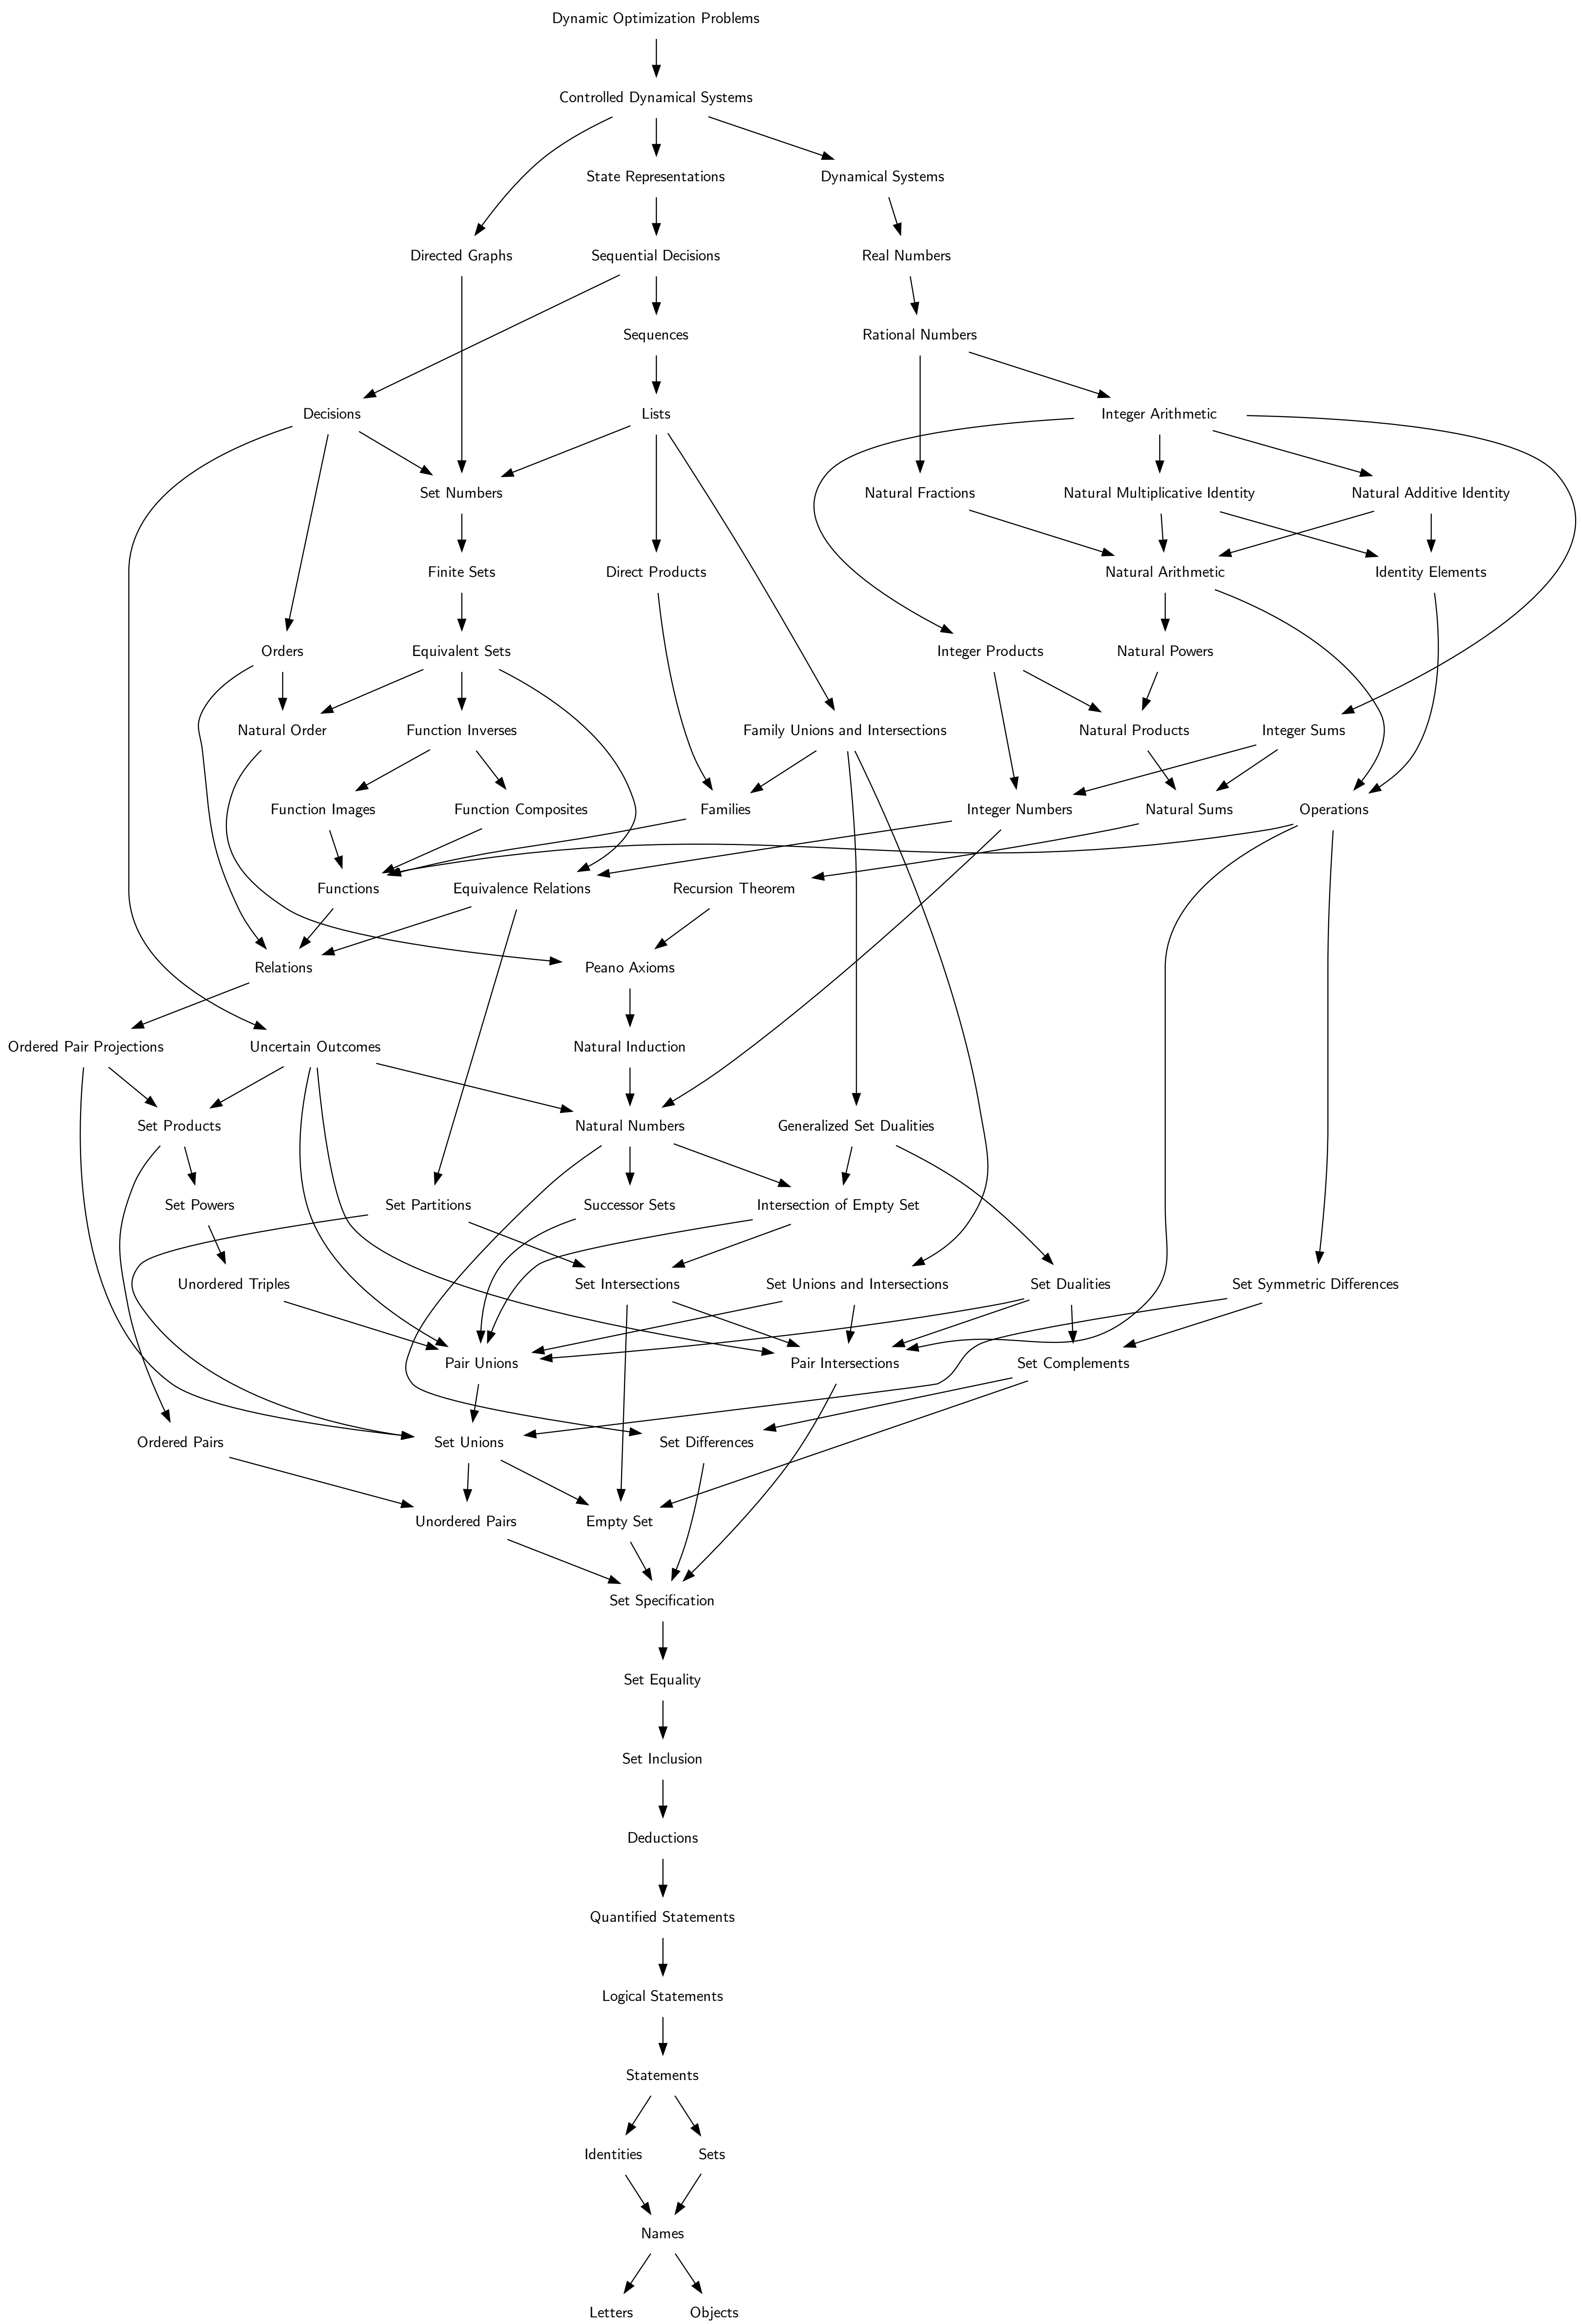 Dynamic Optimization Problems
Controlled Dynamical Systems
State Representations
Dynamical Systems
Directed Graphs
Sequential Decisions
Real Numbers
Sequences
Rational Numbers
Decisions
Lists
Integer Arithmetic
Set Numbers
Natural Fractions
Natural Multiplicative Identity
Natural Additive Identity
Finite Sets
Direct Products
Natural Arithmetic
Identity Elements
Orders
Equivalent Sets
Integer Products
Natural Powers
Natural Order
Function Inverses
Family Unions and Intersections
Natural Products
Integer Sums
Function Images
Function Composites
Families
Integer Numbers
Natural Sums
Operations
Functions
Equivalence Relations
Recursion Theorem
Relations
Peano Axioms
Ordered Pair Projections
Uncertain Outcomes
Natural Induction
Set Products
Natural Numbers
Generalized Set Dualities
Set Powers
Set Partitions
Successor Sets
Intersection of Empty Set
Unordered Triples
Set Intersections
Set Unions and Intersections
Set Dualities
Set Symmetric Differences
Pair Unions
Pair Intersections
Set Complements
Ordered Pairs
Set Unions
Set Differences
Unordered Pairs
Empty Set
Set Specification
Set Equality
Set Inclusion
Deductions
Quantified Statements
Logical Statements
Statements
Identities
Sets
Names
Letters
Objects